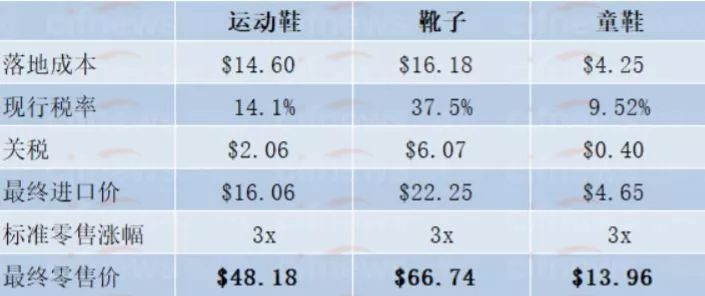 运动鞋 靴子 童鞋
落地成本 $14.60 $16.18 $4.25
现行税率 14.1% 37.5% 9.52%
关税 $2.06 $6.07 $0.40
最终进口价 $16.06 $22.25 $4.65
标准零售涨幅 3x 3x 3x
最终零售价 $48.18 $66.74 $13.96